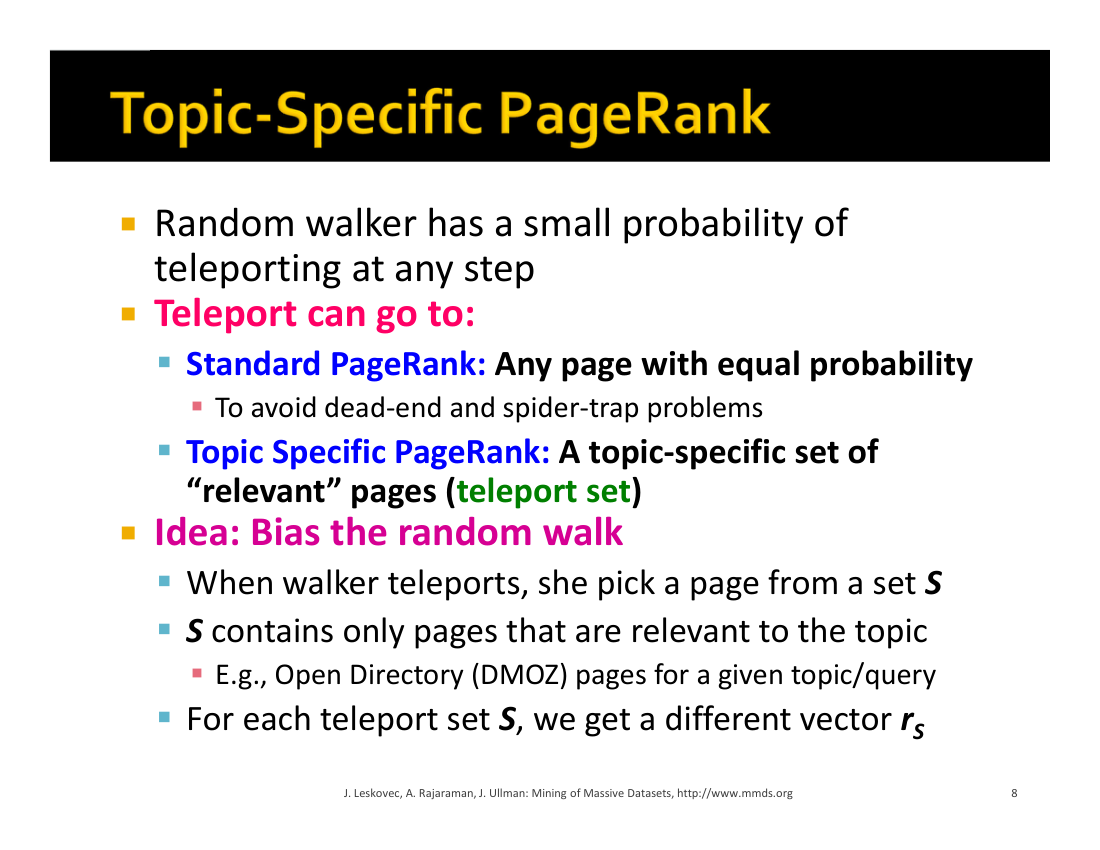 Topic-Specific PageRank
Random walker has a small probability of
teleporting at any step
Teleport can go to:
Standard PageRank: Any page with equal probability
To avoid dead-end and spider-trap problems
Topic Specific PageRank: A topic-specific set of
“relevant” pages (teleport set)
Idea: Bias the random walk
When walker teleports, she pick a page from a set S
S contains only pages that are relevant to the topic
E.g., Open Directory (DMOZ) pages for a given topic/query
For each teleport set S, we get a different vector rS
J. Leskovec, A. Rajaraman, J. Ullman: Mining of Massive Datasets, http://www.mmds.org
8